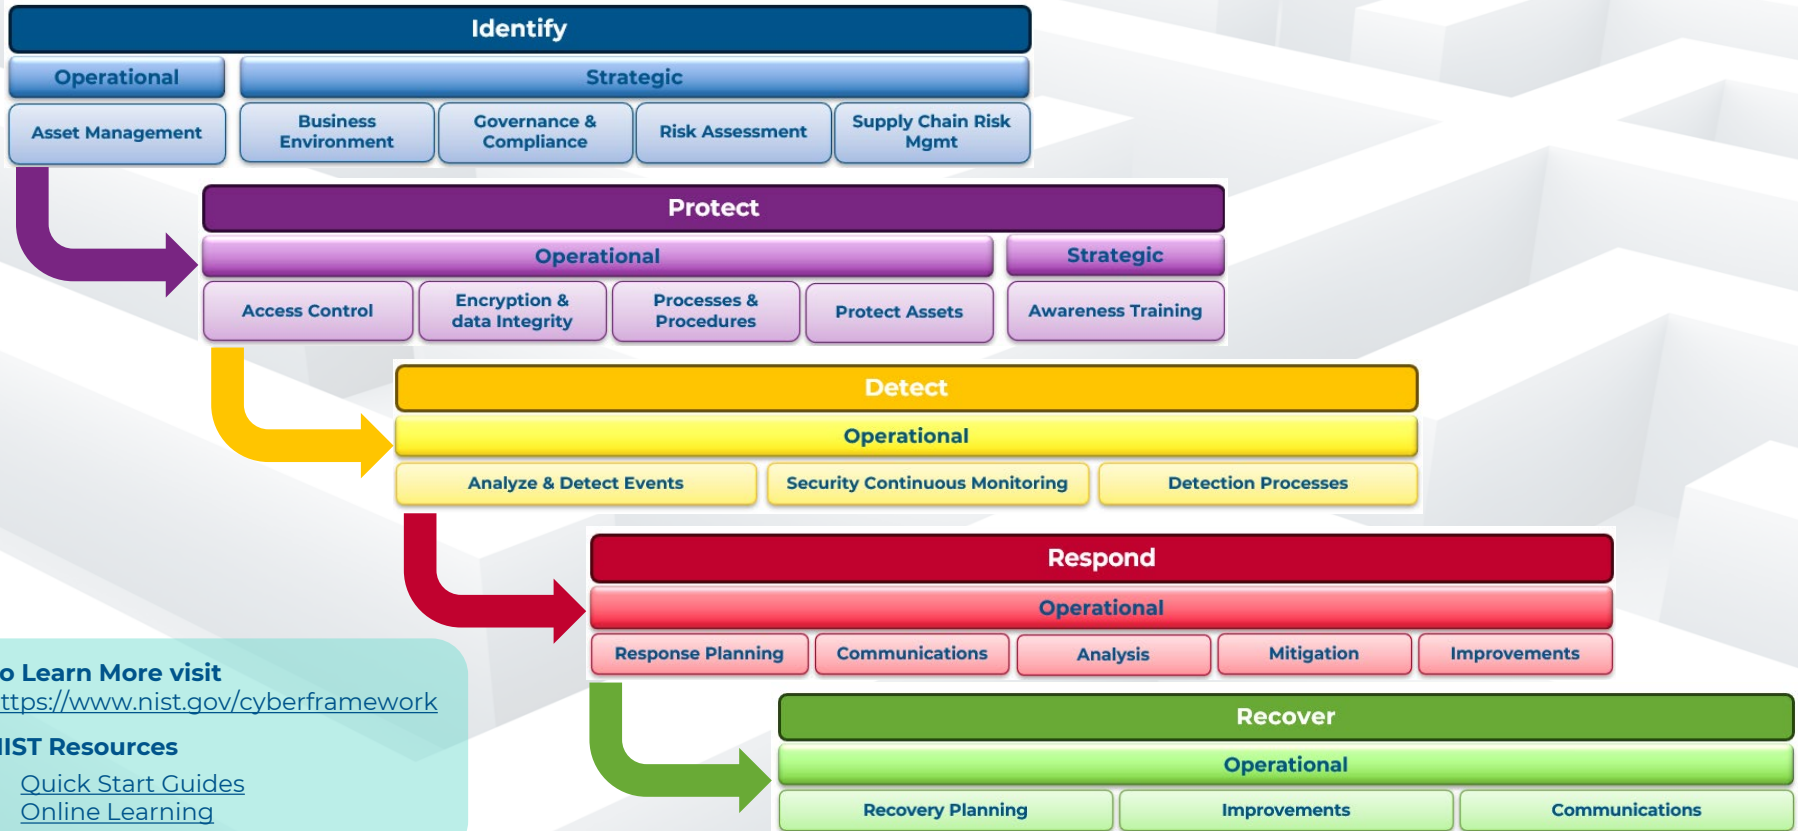 Identify
Operational
Strategic
Asset Management
Business
Environment
Governance &
Compliance
Risk Assessment
Supply Chain Risk
Mgmt
Protect
Operational
Strategic
Access Control
Encryption &
data Integrity
Processes &
Procedures
Protect Assets
Awareness Training
Detect
Operational
Analyze & Detect Events
Security Continuous Monitoring
Detection Processes
Respond
Operational
Response Planning
Communications
Analysis
Mitigation
Improvements
Recover
Operational
Recovery Planning
Improvements
Communications
o Learn More visit
ttps://www.nist.gov/cyberframework
IST Resources
Quick Start Guides
Online Learning